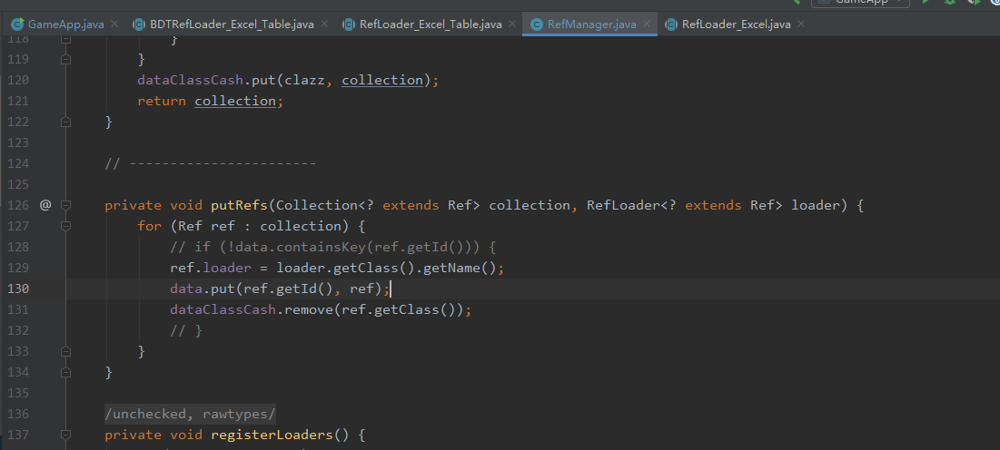 GameApp
GameApp.java × BDTRefLoader_Excel_Table.java × RefLoader_Excel_Table.java × RefManager.java × RefLoader_Excel.java ×
118 }
119 }
120 dataClassCash.put(clazz, collection);
121 return collection;
122 }
123
124 // -----------------------
125
126 @ private void putRefs(Collection<? extends Ref> collection, RefLoader<? extends Ref> loader) {
127 for (Ref ref : collection) {
128 // if (!data.containsKey(ref.getId())) {
129 ref.loader = loader.getClass().getName();
130 data.put(ref.getId(), ref);
131 dataClassCash.remove(ref.getClass());
132 // }
133 }
134 }
135
136 /unchecked, rawtypes/
137 private void registerLoaders() {